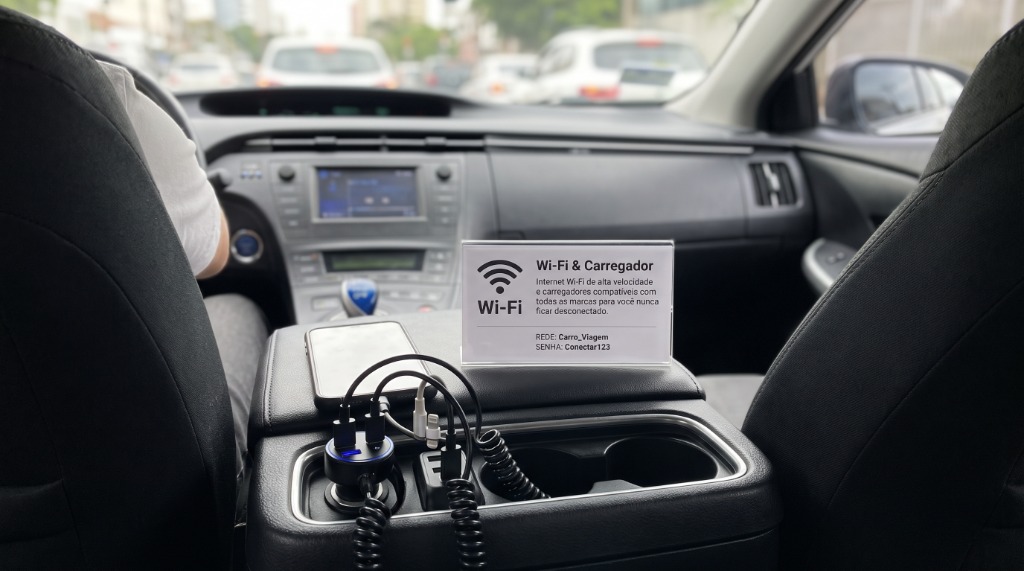 Wi-Fi
Wi-Fi & Carregador
Internet Wi-Fi de alta velocidade
e carregadores compatíveis com
todas as marcas para você nunca
ficar desconectado.
REDE: Carro_Viagem
SENHA: Conectar123